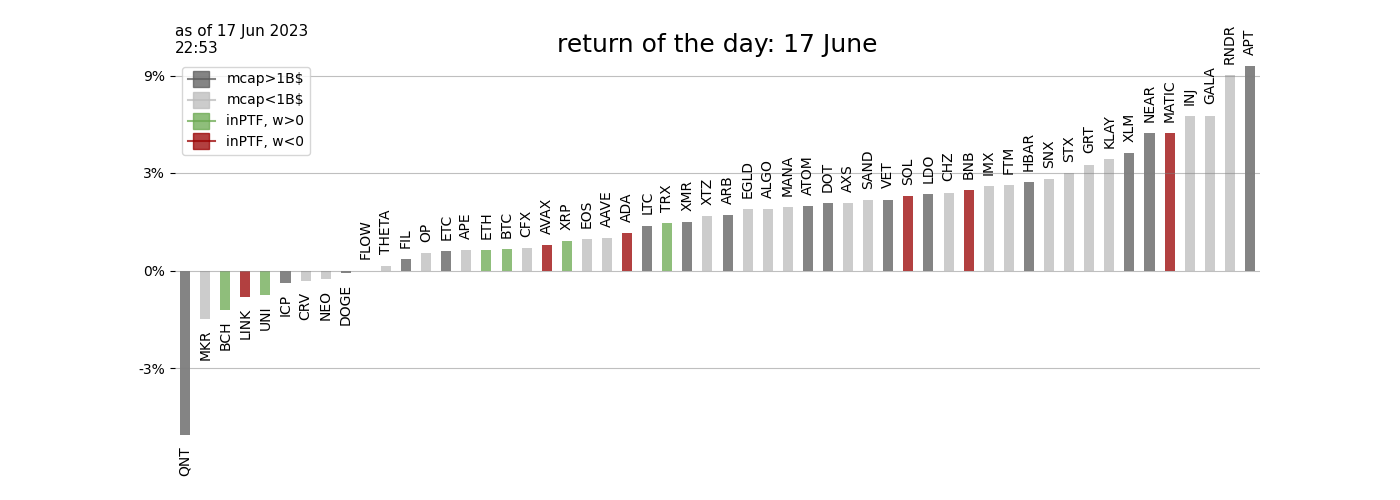 as of 17 Jun 2023
22:53
return of the day: 17 June
mcap>1B$
mcap<1B$
inPTF, w>0
inPTF, w<0
9%
3%
0%
-3%
QNT
MKR
BCH
LINK
UNI
ICP
CRV
NEO
DOGE
FLOW
THETA
FIL
OP
ETC
APE
ETH
BTC
CFX
AVAX
XRP
EOS
AAVE
ADA
LTC
TRX
XMR
XTZ
ARB
EGLD
ALGO
MANA
ATOM
DOT
AXS
SAND
VET
SOL
LDO
CHZ
BNB
IMX
FTM
HBAR
SNX
STX
GRT
KLAY
XLM
NEAR
MATIC
INJ
GALA
RNDR
APT